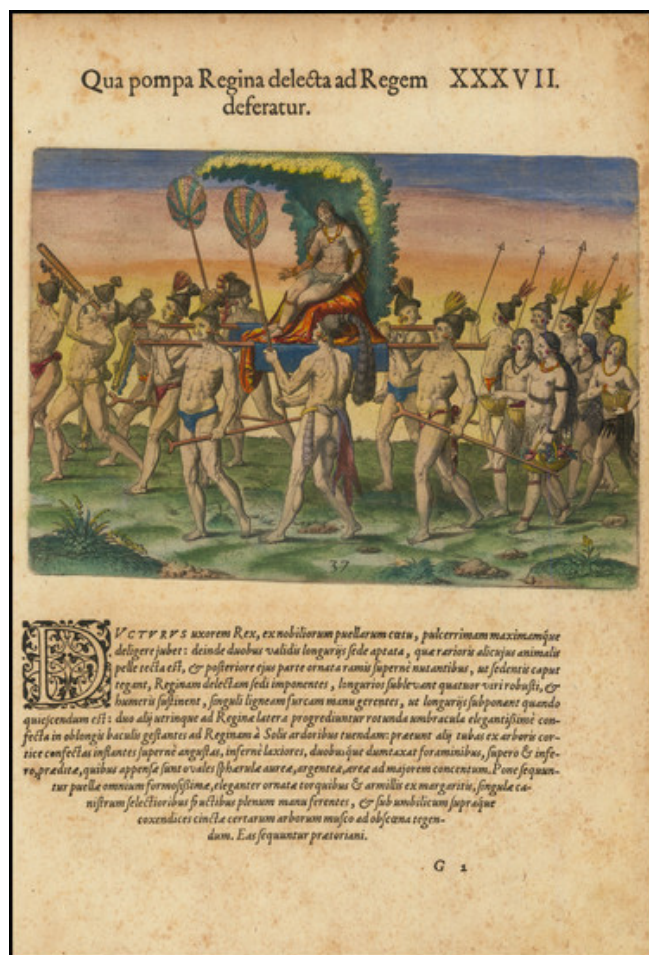 Qua pompa Regina delecta ad Regem XXXVII.
deferatur.
37
DVCTVRVS uxorem Rex, ex nobiliorum puellarum cœtu, pulcerrimam maximamque
deligere jubet: deinde duobus validis longurijs sede aptata, quæ rarioris alicujus animalis
pelle tecta est, & posteriore ejus parte ornata ramis supernè nutantibus, ut sedentis caput
tegant, Reginam delectam sedi imponentes, longurios sublevant quatuor viri robusti, &
humeris sustinent, singuli ligneam furcam manu gerentes, ut longurijs supponant quando
quiescendum est: duo alij utrinque ad Reginæ latera progrediuntur rotunda umbracula elegantissimè con-
fecta in oblongis baculis gestantes ad Reginam à Solis ardoribus tuendam: præeunt alij tubas ex arboris cor-
tice confectas inflantes supernè angustas, infernè laxiores, duobusque dumtaxat foraminibus, supero & infe-
ro, præditæ, quibus appensæ sunt ovales sphærulæ aureæ, argenteæ, æreæ ad majorem concentum. Pone sequun-
tur puellæ omnium formosissimæ, eleganter ornatæ torquibus & armillis ex margaritis, singulæ ca-
nistrum selectioribus fructibus plenum manu ferentes, & sub umbilicum supraque
coxendices cinctæ certarum arborum musco ad obscœna tegen-
dum. Eas sequuntur prætoriani.
G 2